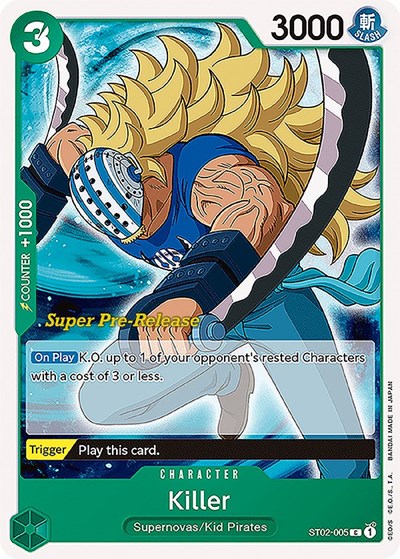 3
3000
斬
SLASH
COUNTER +1000
Super Pre-Release
On Play K.O. up to 1 of your opponent's rested Characters
with a cost of 3 or less.
Trigger Play this card.
CHARACTER
Killer
Supernovas/Kid Pirates
ST02-005 C 1
©E.O/S ©E.O./S., T.A. BANDAI MADE IN JAPAN